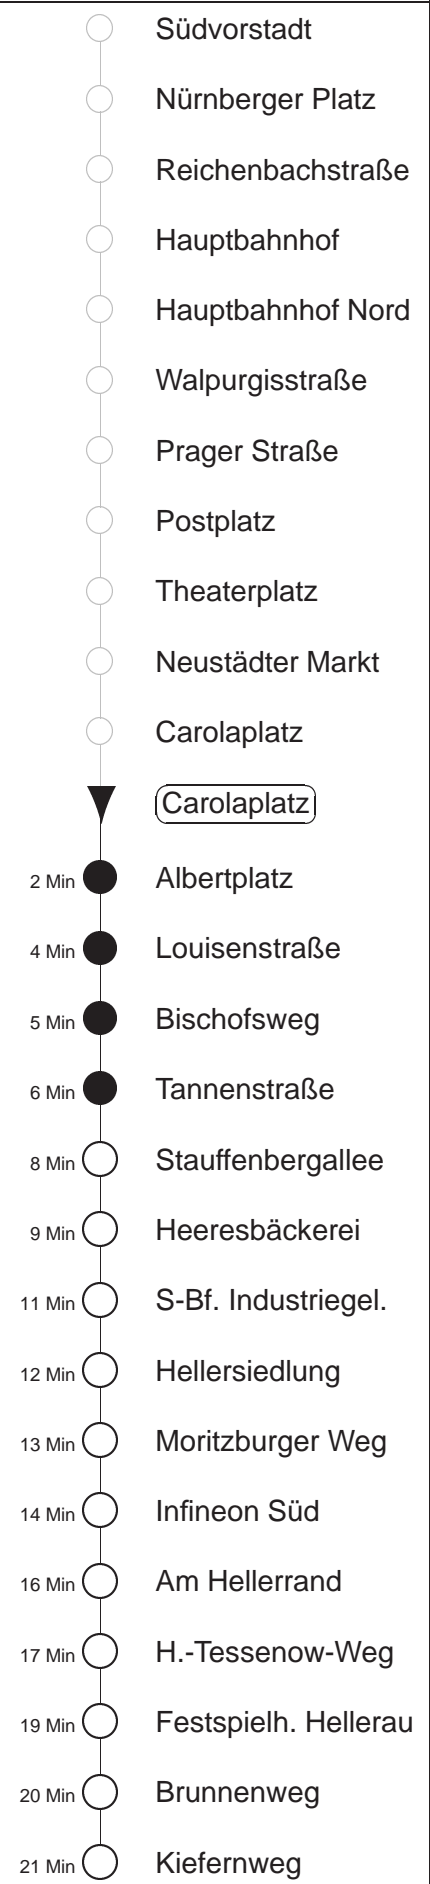 Südvorstadt
Nürnberger Platz
Reichenbachstraße
Hauptbahnhof
Hauptbahnhof Nord
Walpurgisstraße
Prager Straße
Postplatz
Theaterplatz
Neustädter Markt
Carolaplatz
Carolaplatz
2 Min Albertplatz
4 Min Louisenstraße
5 Min Bischofsweg
6 Min Tannenstraße
8 Min Stauffenbergallee
9 Min Heeresbäckerei
11 Min S-Bf. Industriegel.
12 Min Hellersiedlung
13 Min Moritzburger Weg
14 Min Infineon Süd
16 Min Am Hellerrand
17 Min H.-Tessenow-Weg
19 Min Festspielh. Hellerau
20 Min Brunnenweg
21 Min Kiefernweg